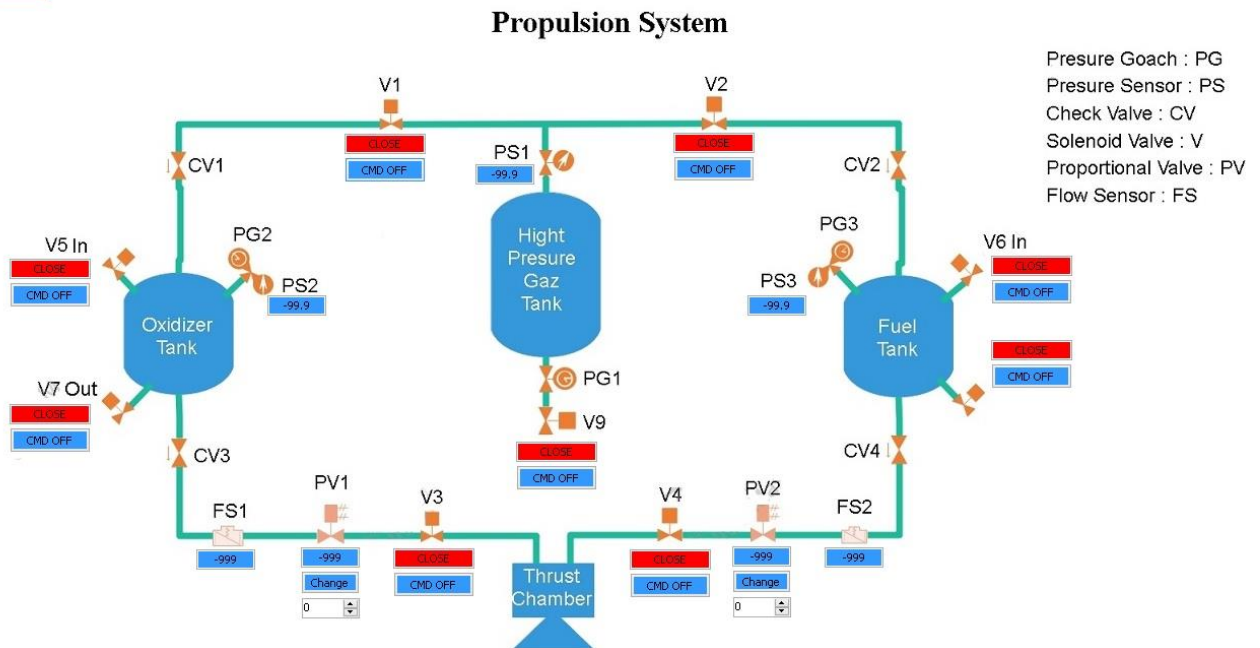 Propulsion System
Presure Goach : PG
Presure Sensor : PS
Check Valve : CV
Solenoid Valve : V
Proportional Valve : PV
Flow Sensor : FS
V1
CLOSE
CMD OFF
V2
CLOSE
CMD OFF
PS1
-99.9
CV1
CV2
V5 In
CLOSE
CMD OFF
PG2
PS2
-99.9
Oxidizer
Tank
Hight
Presure
Gaz
Tank
PG3
PS3
-99.9
Fuel
Tank
V6 In
CLOSE
CMD OFF
CLOSE
CMD OFF
V7 Out
CLOSE
CMD OFF
PG1
V9
CLOSE
CMD OFF
CV3
CV4
FS1
-999
PV1
-999
Change
0
V3
CLOSE
CMD OFF
V4
CLOSE
CMD OFF
PV2
-999
Change
0
FS2
-999
Thrust
Chamber